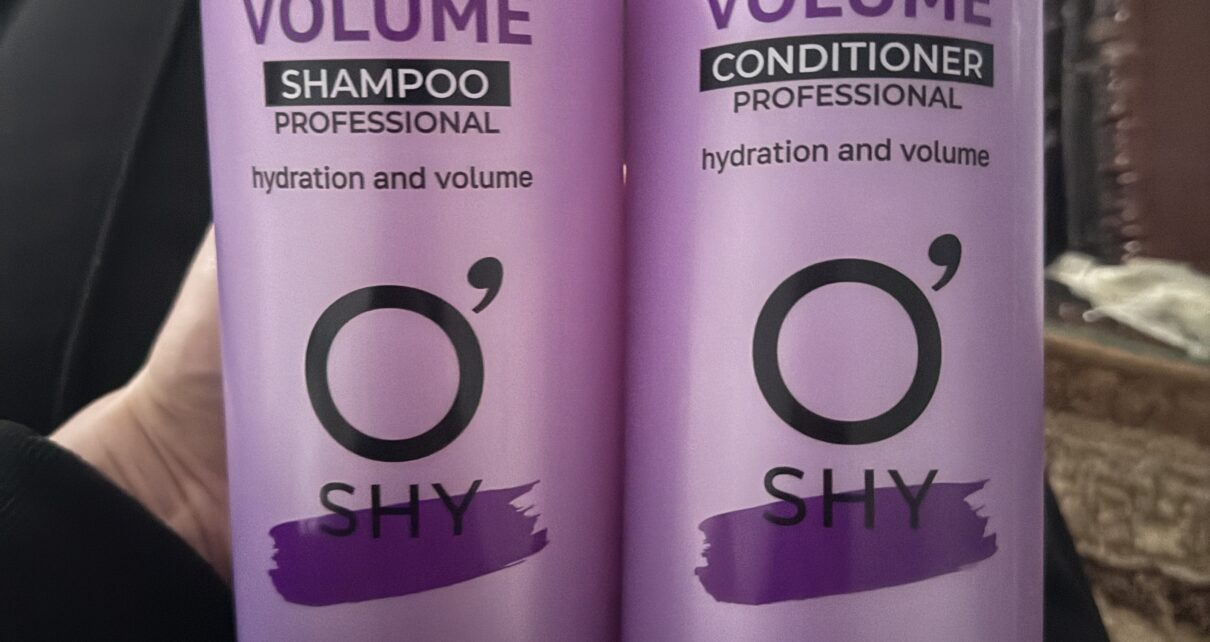 VOLUME
SHAMPOO
PROFESSIONAL
hydration and volume
O’
SHY
VOLUME
CONDITIONER
PROFESSIONAL
hydration and volume
O’
SHY